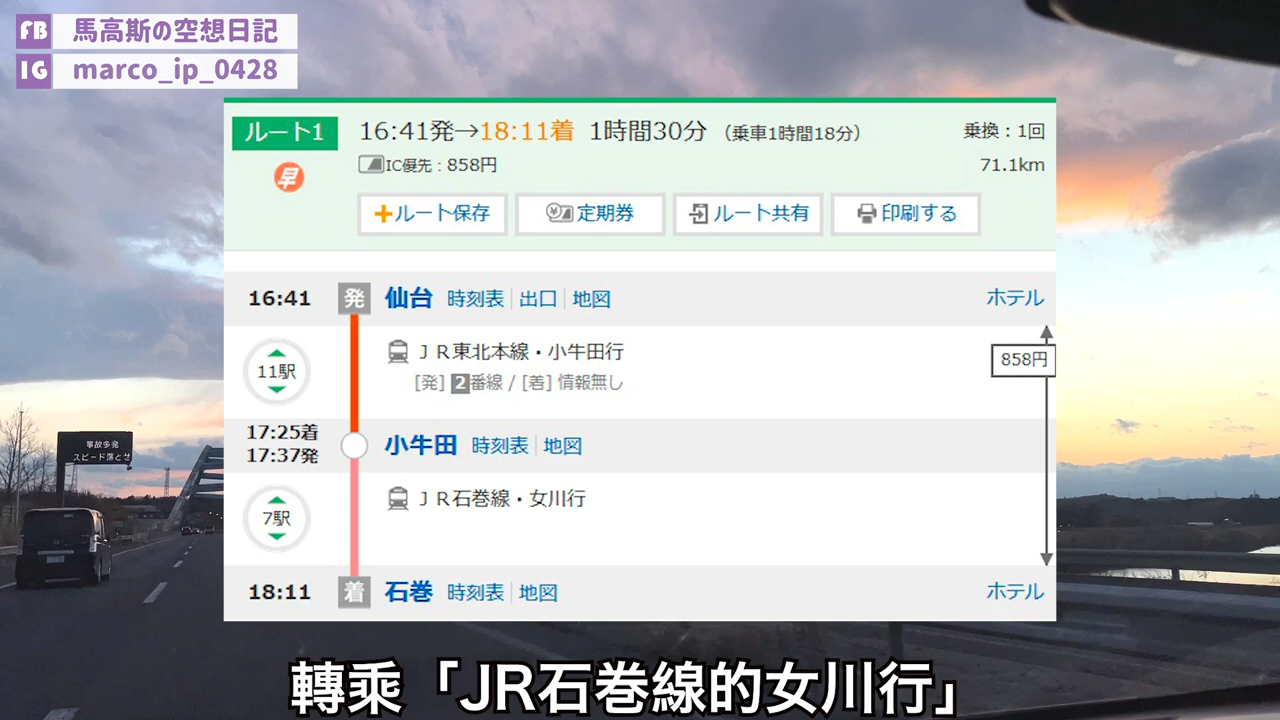 FB 馬高斯の空想日記
IG marco_ip_0428
ルート1 16:41発→18:11着 1時間30分 (乗車1時間18分) 乗換:1回
早 IC優先:858円 71.1km
+ルート保存 定期券 ルート共有 印刷する
16:41 発 仙台 時刻表 出口 地図 ホテル
11駅 JR東北本線・小牛田行 858円
[発] 2番線 / [着] 情報無し
17:25着
17:37発 小牛田 時刻表 地図
7駅 JR石巻線・女川行
18:11 着 石巻 時刻表 地図 ホテル
事故多発
スピード落とせ
轉乘「JR石巻線的女川行」